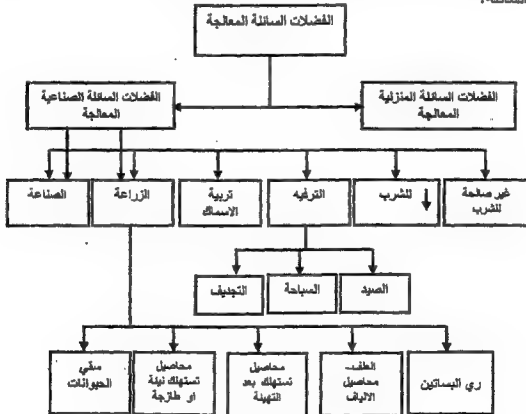 السائلة.
الفضلات السائلة المعالجة
الفضلات السائلة المنزلية
المعالجة
الفضلات السائلة الصناعية
المعالجة
غير صالحة
للشرب
للشرب
الترفيه
تربية
الاسماك
الزراعة
الصناعة
الصيد
السباحة
التجديف
ري البساتين
العلف-
محاصيل
الالياف
محاصيل
تستهلك بعد
التهيئة
محاصيل
تستهلك نيئة
او طازجة
سقي
الحيوانات